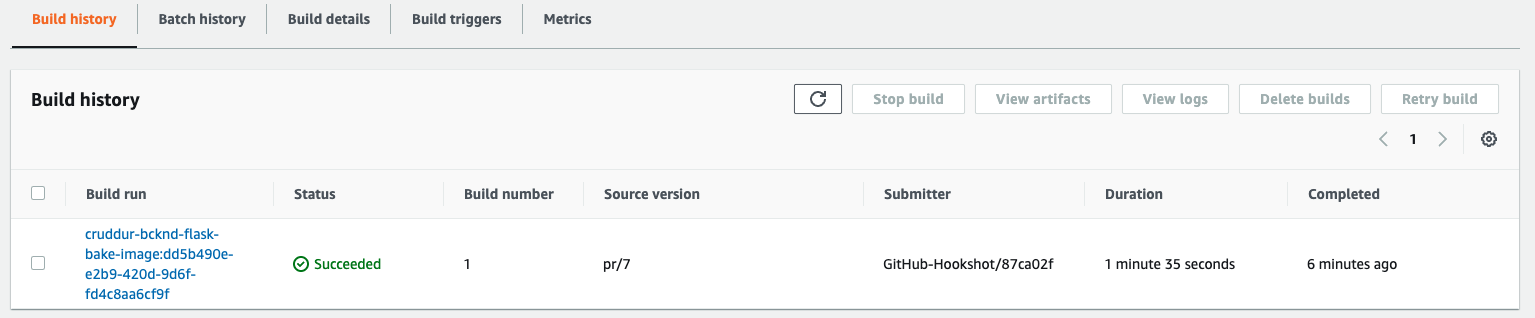 Build history Batch history Build details Build triggers Metrics
Build history Stop build View artifacts View logs Delete builds Retry build
1
Build run Status Build number Source version Submitter Duration Completed
cruddur-bcknd-flask-
bake-image:dd5b490e-
e2b9-420d-9d6f-
fd4c8aa6cf9f
Succeeded 1 pr/7 GitHub-Hookshot/87ca02f 1 minute 35 seconds 6 minutes ago